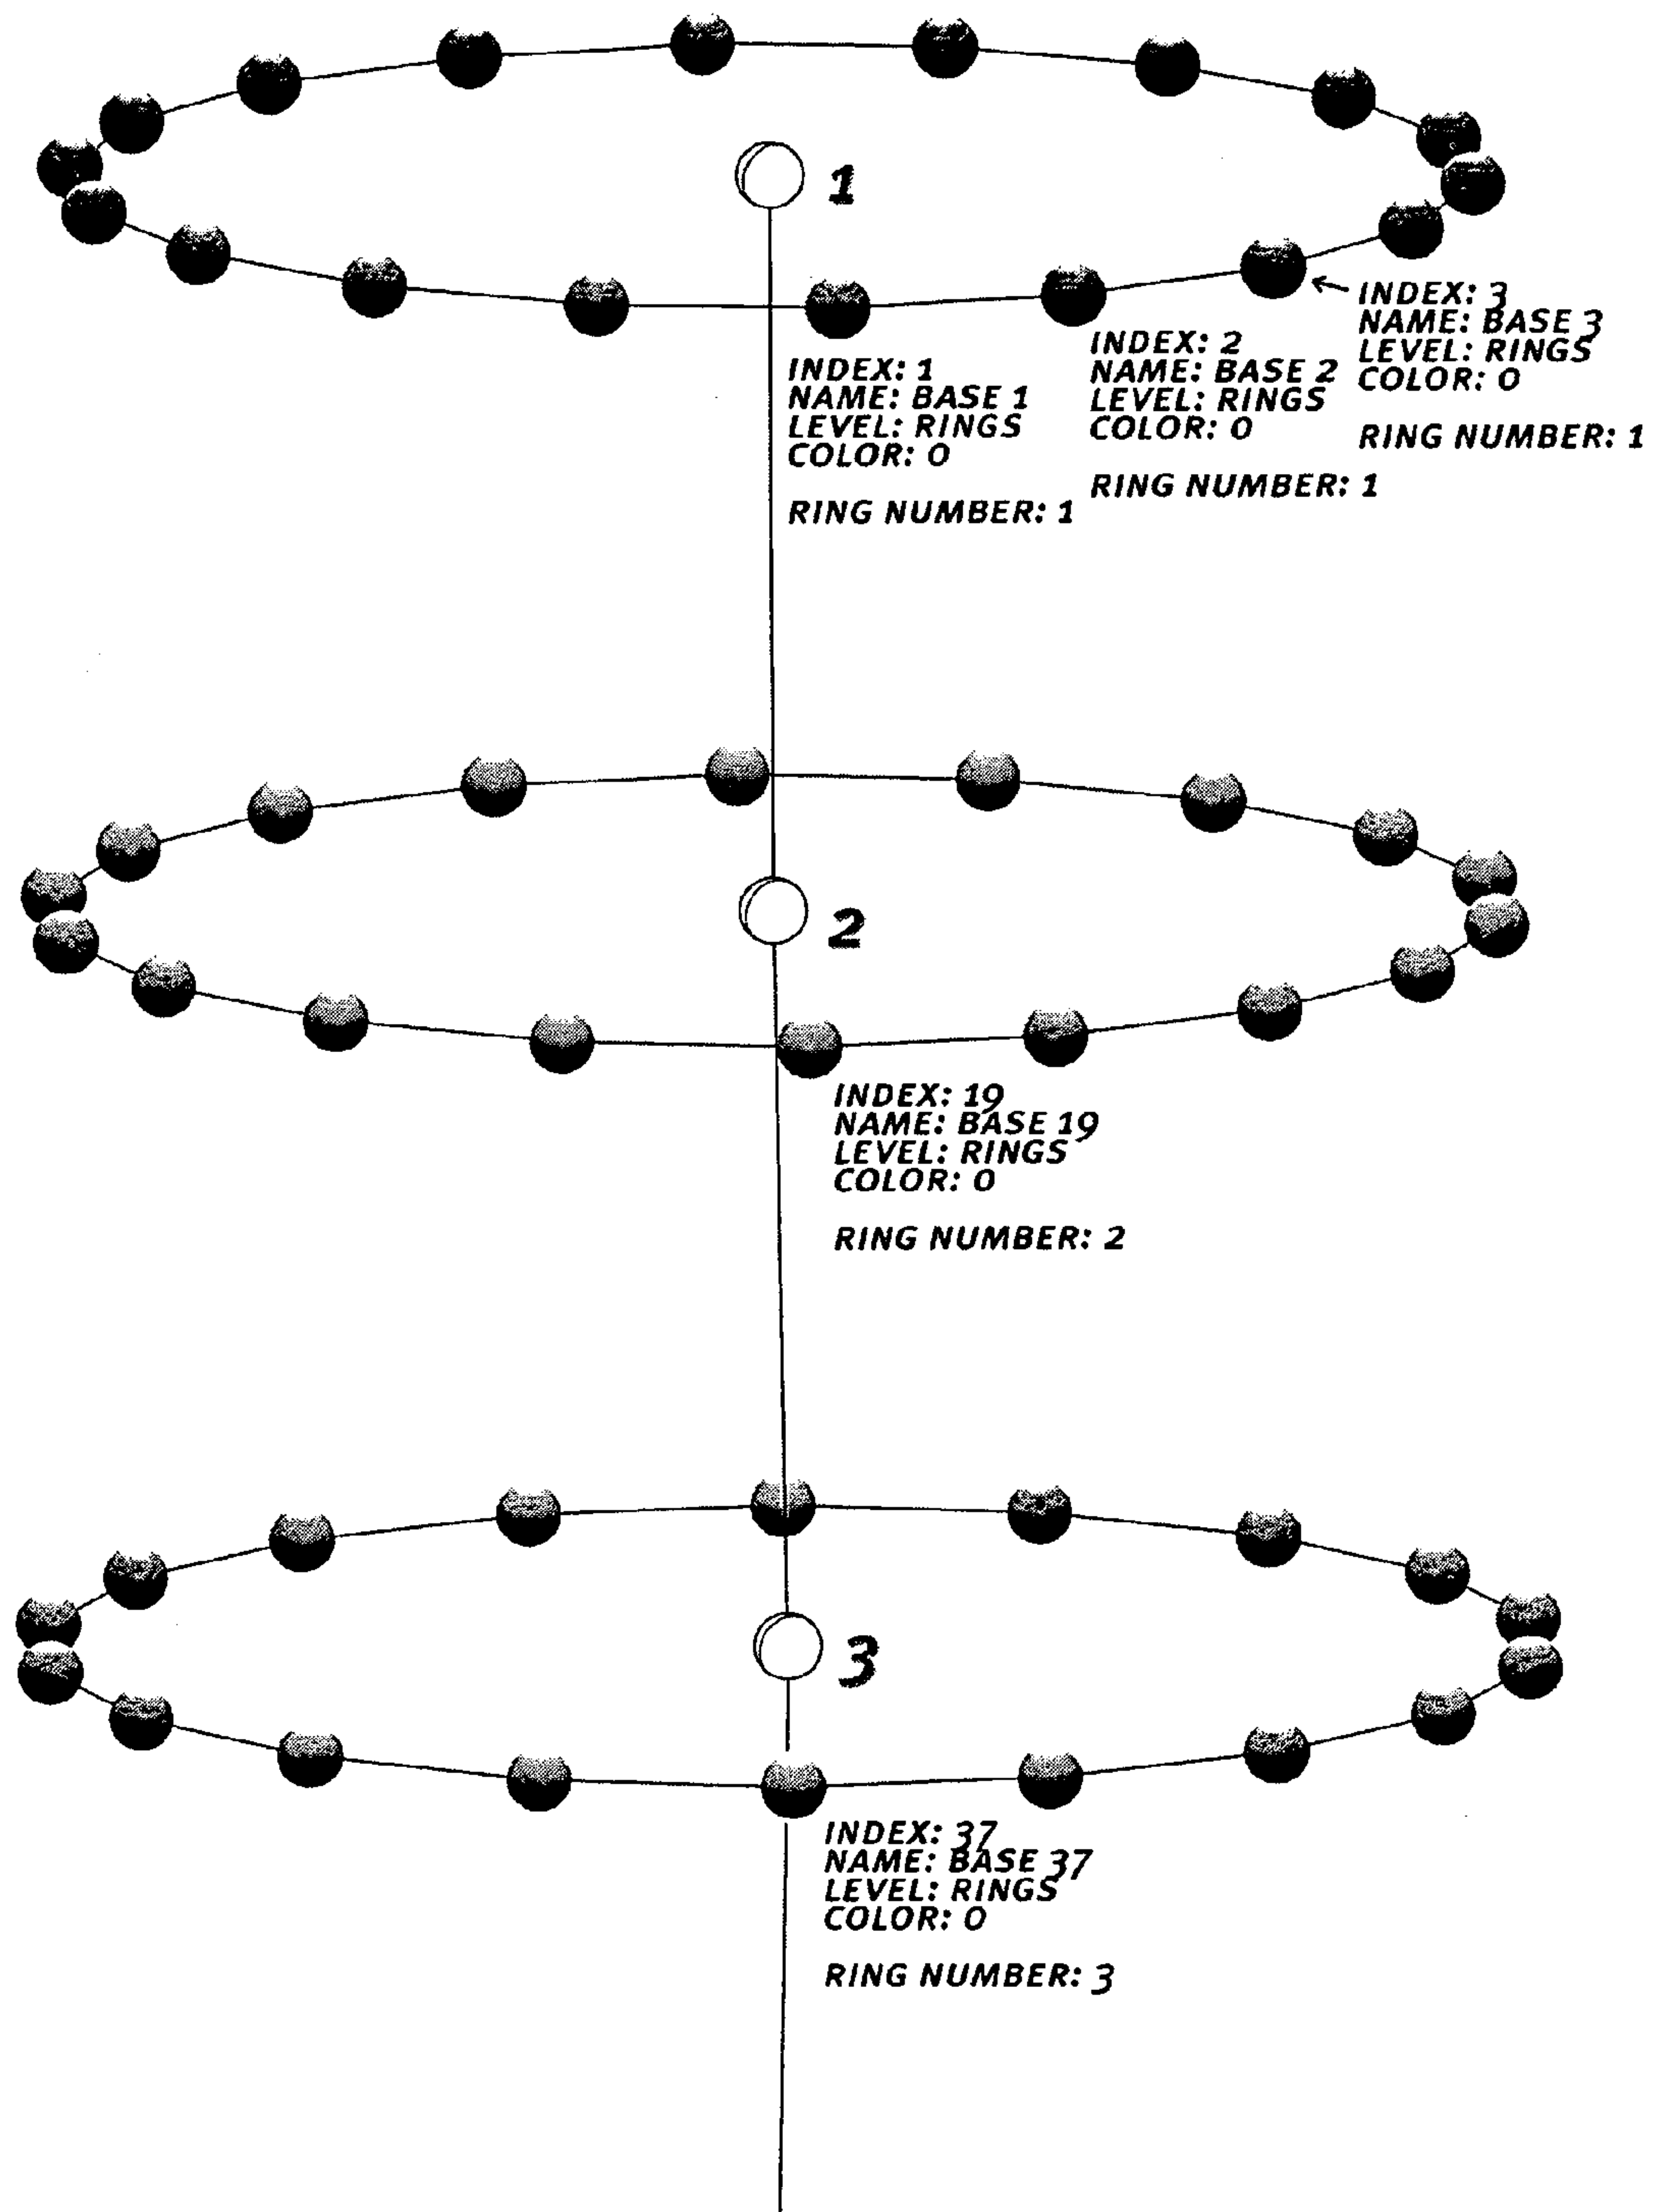 1
INDEX: 1
NAME: BASE 1
LEVEL: RINGS
COLOR: 0
RING NUMBER: 1
INDEX: 2
NAME: BASE 2
LEVEL: RINGS
COLOR: 0
RING NUMBER: 1
INDEX: 3
NAME: BASE 3
LEVEL: RINGS
COLOR: 0
RING NUMBER: 1
2
INDEX: 19
NAME: BASE 19
LEVEL: RINGS
COLOR: 0
RING NUMBER: 2
3
INDEX: 37
NAME: BASE 37
LEVEL: RINGS
COLOR: 0
RING NUMBER: 3